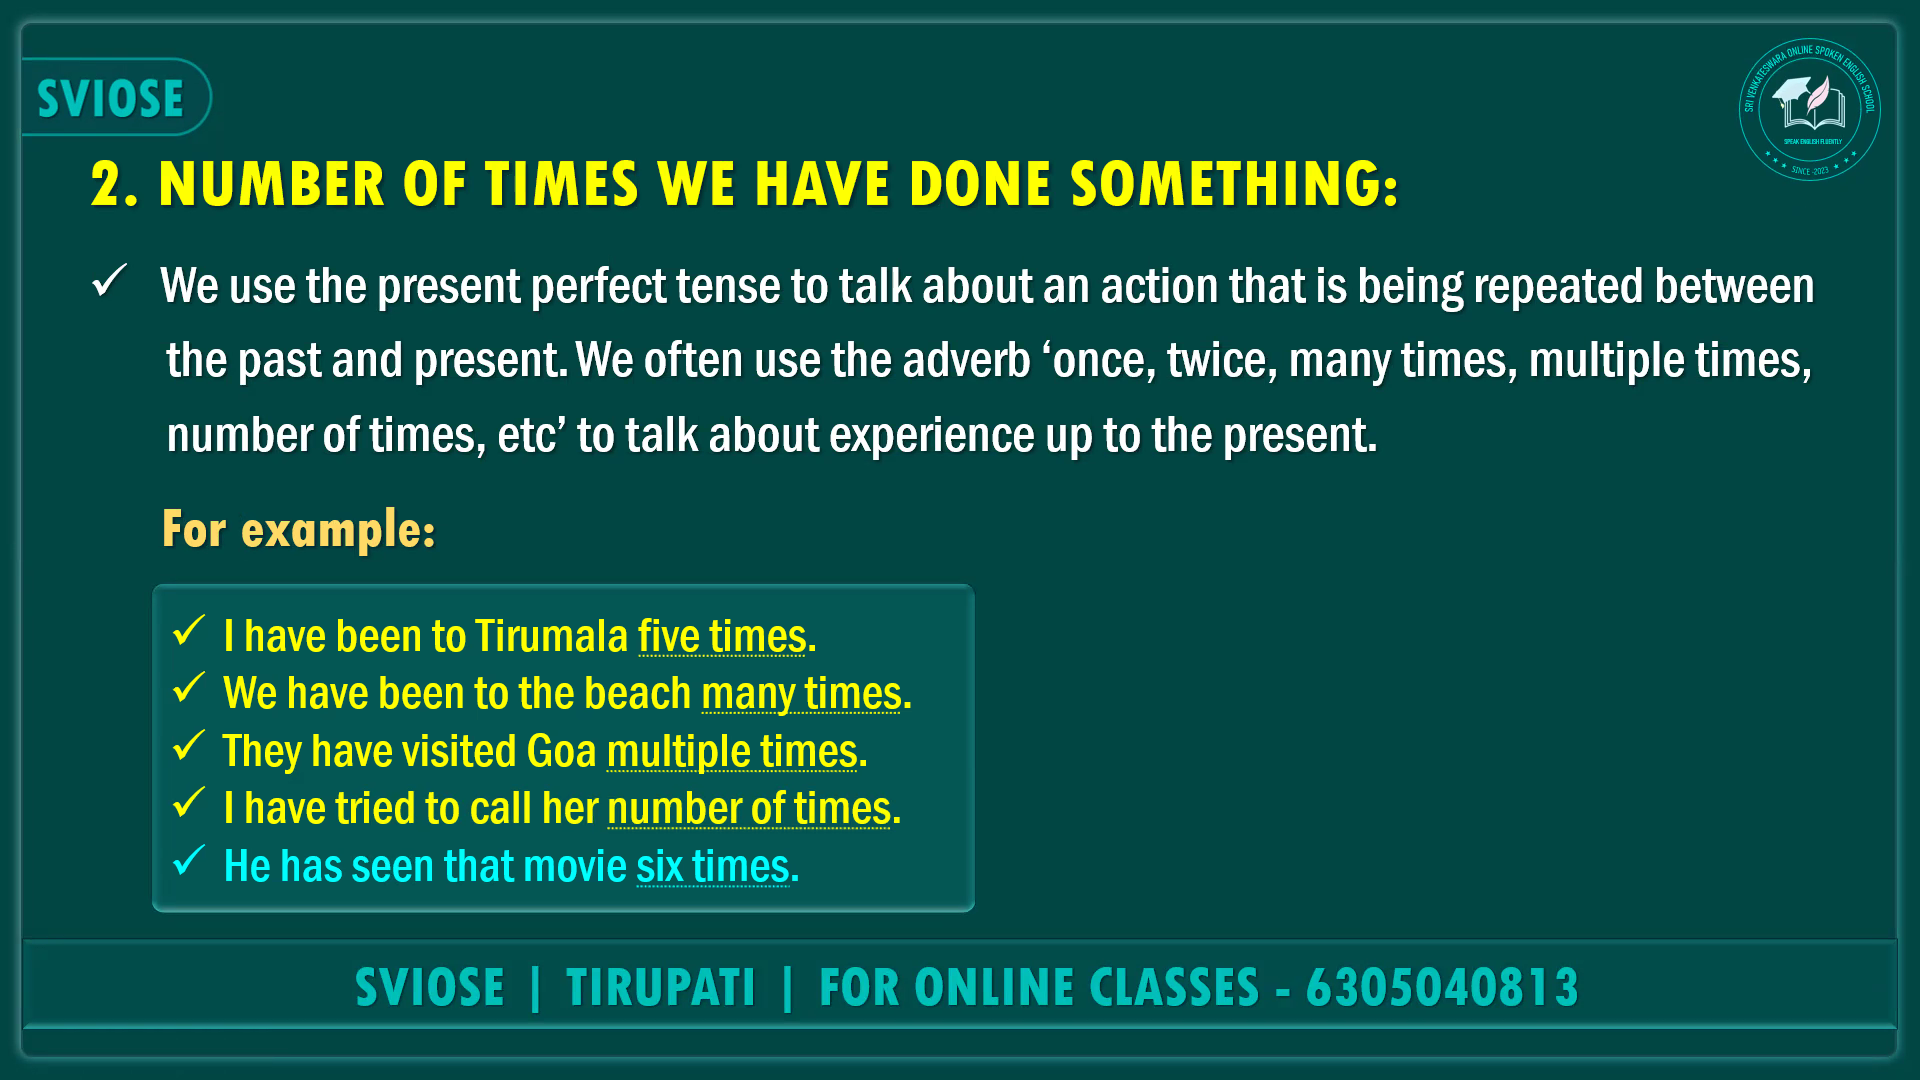 SVIOSE
SRI VENKATESWARA ONLINE SPOKEN ENGLISH SCHOOL
SPEAK ENGLISH FLUENTLY
SINCE -2023
2. NUMBER OF TIMES WE HAVE DONE SOMETHING:
✓ We use the present perfect tense to talk about an action that is being repeated between
the past and present. We often use the adverb ‘once, twice, many times, multiple times,
number of times, etc’ to talk about experience up to the present.
For example:
✓ I have been to Tirumala five times.
✓ We have been to the beach many times.
✓ They have visited Goa multiple times.
✓ I have tried to call her number of times.
✓ He has seen that movie six times.
SVIOSE | TIRUPATI | FOR ONLINE CLASSES - 6305040813